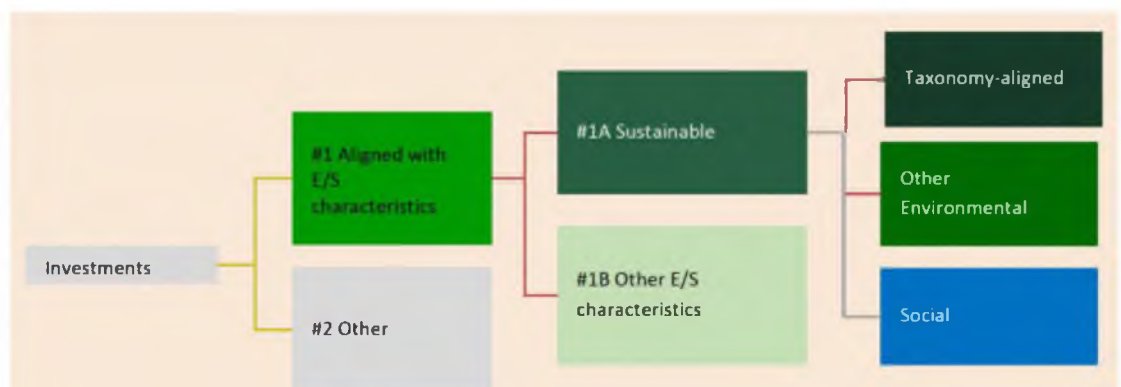 Investments
#1 Aligned with
E/S
characteristics
#2 Other
#1A Sustainable
#1B Other E/S
characteristics
Taxonomy-aligned
Other
Environmental
Social